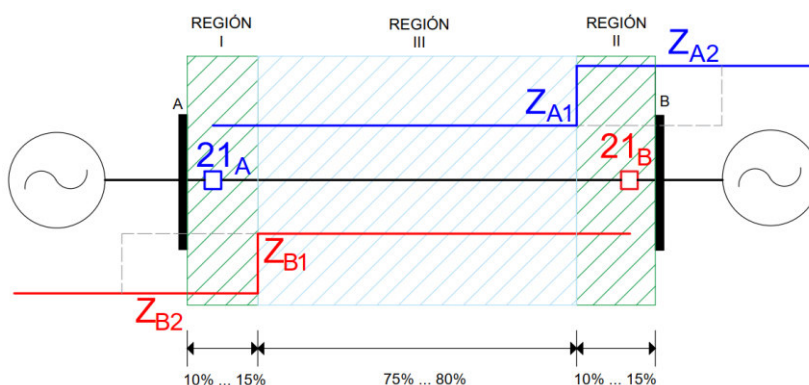 REGIÓN I
REGIÓN III
REGIÓN II
Z_A2
A
Z_A1
B
21_A
21_B
Z_B1
Z_B2
10% ... 15%
75% ... 80%
10% ... 15%